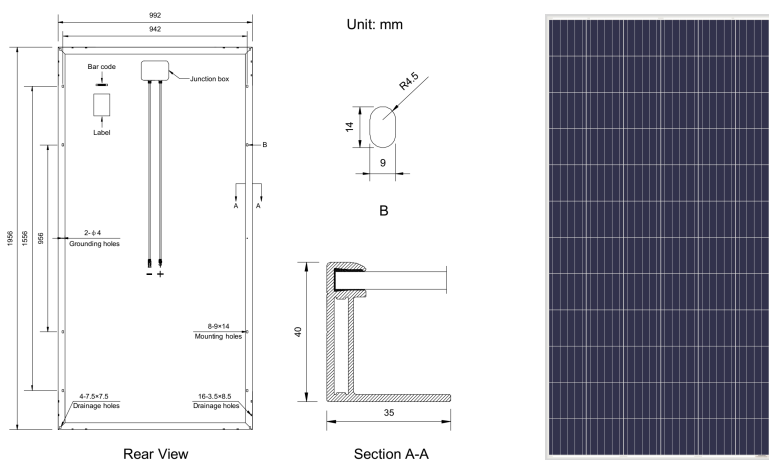 992
942
Unit: mm
Bar code
Junction box
Label
R4.5
14
9
B
B
A
A
1956
1556
956
2-ϕ4
Grounding holes
- +
40
8-9×14
Mounting holes
4-7.5×7.5
Drainage holes
16-3.5×8.5
Drainage holes
35
Rear View
Section A-A